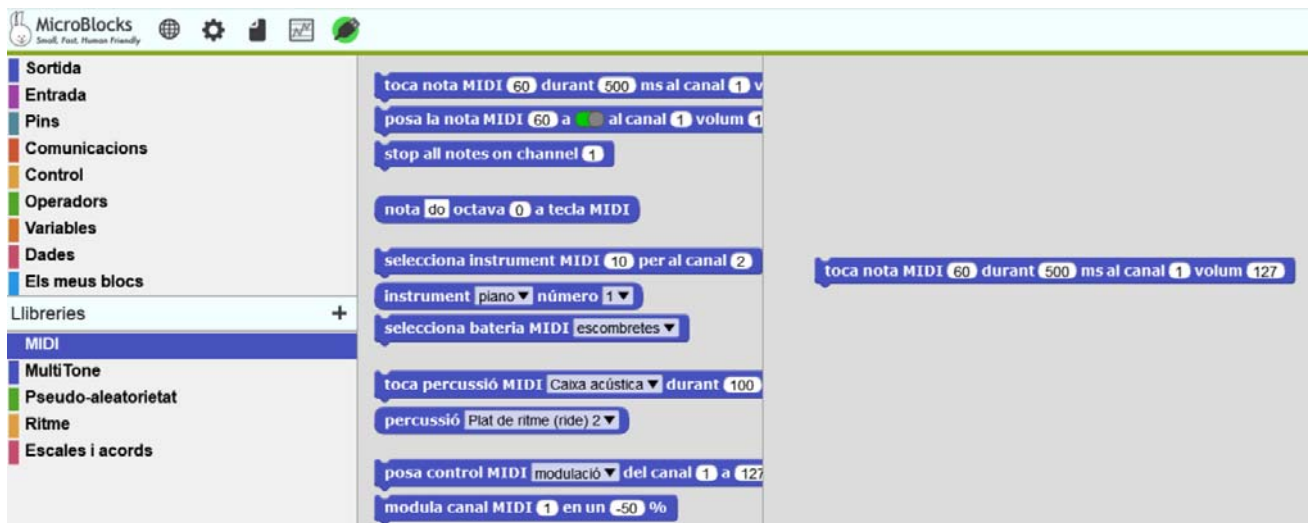 MicroBlocks
Small, Fast, Human Friendly
Sortida
Entrada
Pins
Comunicacions
Control
Operadors
Variables
Dades
Els meus blocs
Llibreries +
MIDI
MultiTone
Pseudo-aleatorietat
Ritme
Escales i acords
toca nota MIDI 60 durant 500 ms al canal 1 v
posa la nota MIDI 60 a al canal 1 volum 1
stop all notes on channel 1
nota do octava 0 a tecla MIDI
selecciona instrument MIDI 10 per al canal 2
instrument piano número 1
selecciona bateria MIDI escombretes
toca percussió MIDI Caixa acústica durant 100
percussió Plat de ritme (ride) 2
posa control MIDI modulació del canal 1 a 127
modula canal MIDI 1 en un -50 %
toca nota MIDI 60 durant 500 ms al canal 1 volum 127